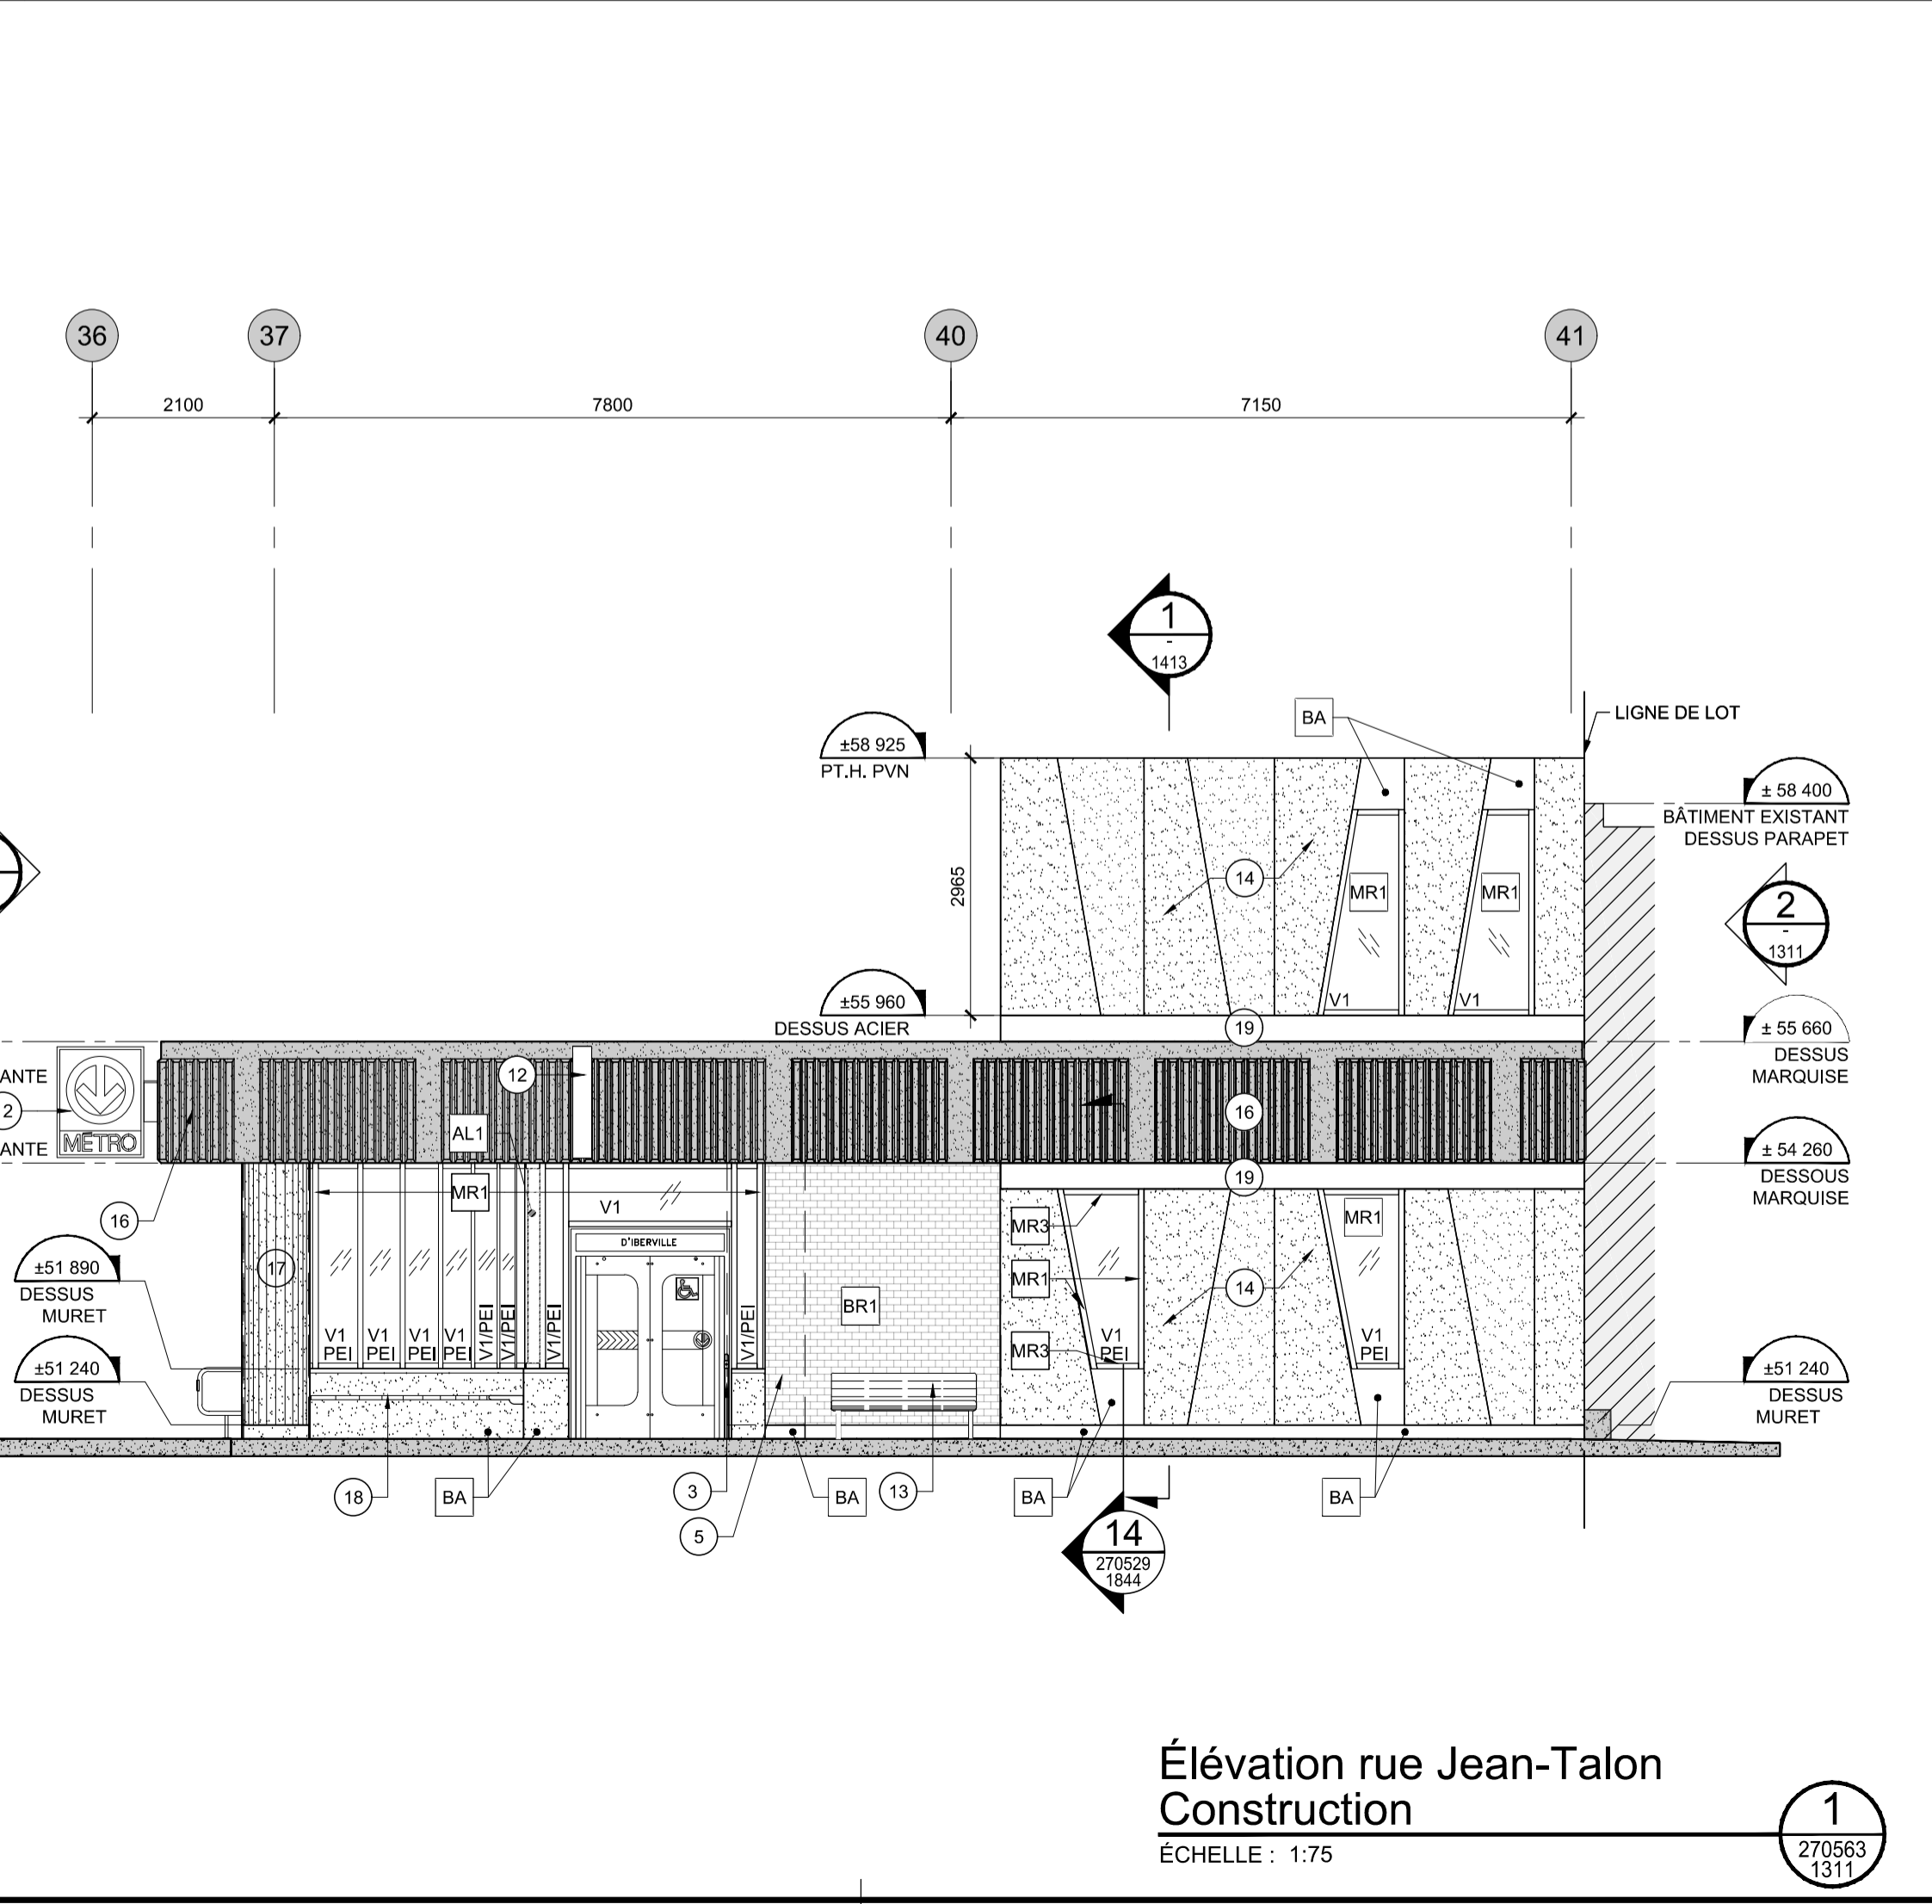 36
37
40
41
2100
7800
7150
1
-
1413
BA
LIGNE DE LOT
±58 925
PT.H. PVN
± 58 400
BÂTIMENT EXISTANT
DESSUS PARAPET
2965
14
MR1
MR1
2
-
1311
V1
V1
±55 960
DESSUS ACIER
19
± 55 660
DESSUS
MARQUISE
ANTE
2
ANTE
MÉTRO
12
AL1
16
± 54 260
DESSOUS
MARQUISE
19
MR1
V1
16
D'IBERVILLE
MR3
MR1
17
±51 890
DESSUS
MURET
MR1
14
BR1
V1
PEI
V1
PEI
V1
PEI
V1
PEI
V1/PEI
V1/PEI
V1/PEI
V1/PEI
MR3
V1
PEI
V1
PEI
±51 240
DESSUS
MURET
13
±51 240
DESSUS
MURET
18
BA
3
5
BA
13
BA
BA
14
270529
1844
Élévation rue Jean-Talon
Construction
ÉCHELLE : 1:75
1
270563
1311